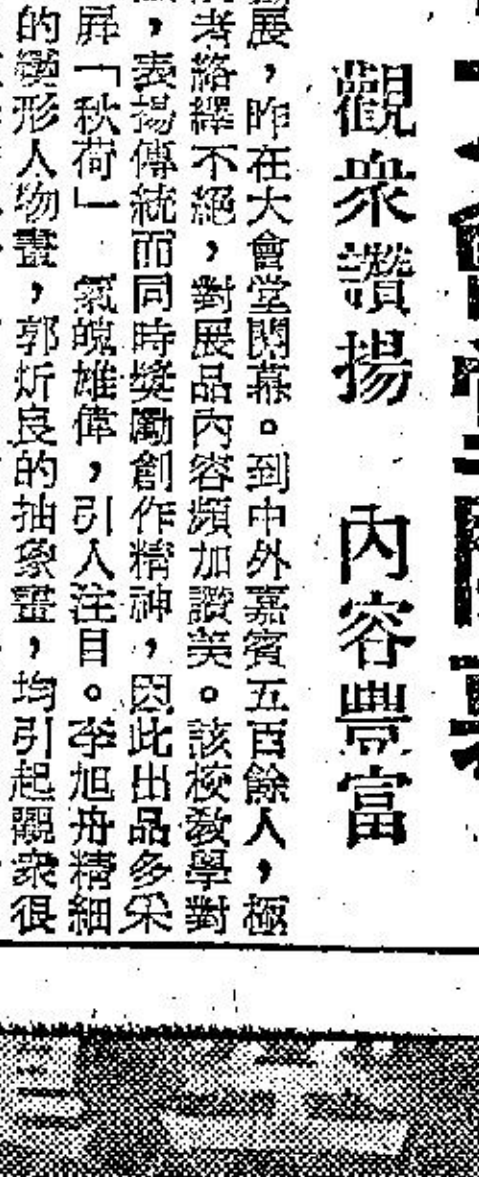 觀衆讚揚 內容豐富
展，昨在大會堂開幕。到中外嘉賓五百餘人，極
者絡繹不絕，對展品內容頻加讚美。該校教學對
，表揚傳統而同時獎勵創作精神，因此出品多采
屏「秋荷」氣魄雄偉，引人注目。李旭舟精細
的變形人物畫，郭炘良的抽象畫，均引起觀衆很